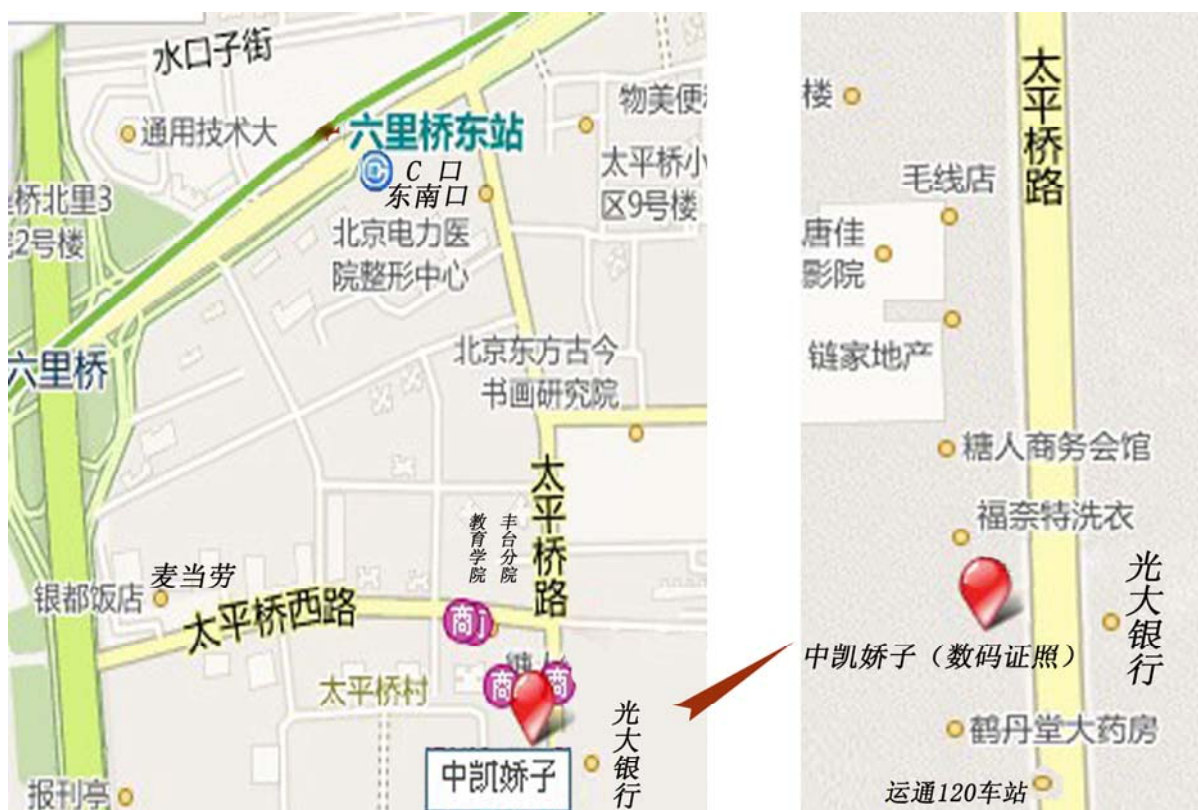 水口子街
通用技术大
六里桥东站
C 口
东南口
物美便
太平桥小
区9号楼
桥北里3
2号楼
北京电力医
院整形中心
六里桥
北京东方古今
书画研究院
太平桥路
丰台分院
教育学院
麦当劳
银都饭店
太平桥西路
商
商
商
太平桥村
中凯娇子
光大银行
报刊亭
楼
太平桥路
毛线店
唐佳
影院
链家地产
糖人商务会馆
福奈特洗衣
光大银行
中凯娇子（数码证照）
鹤丹堂大药房
运通120车站